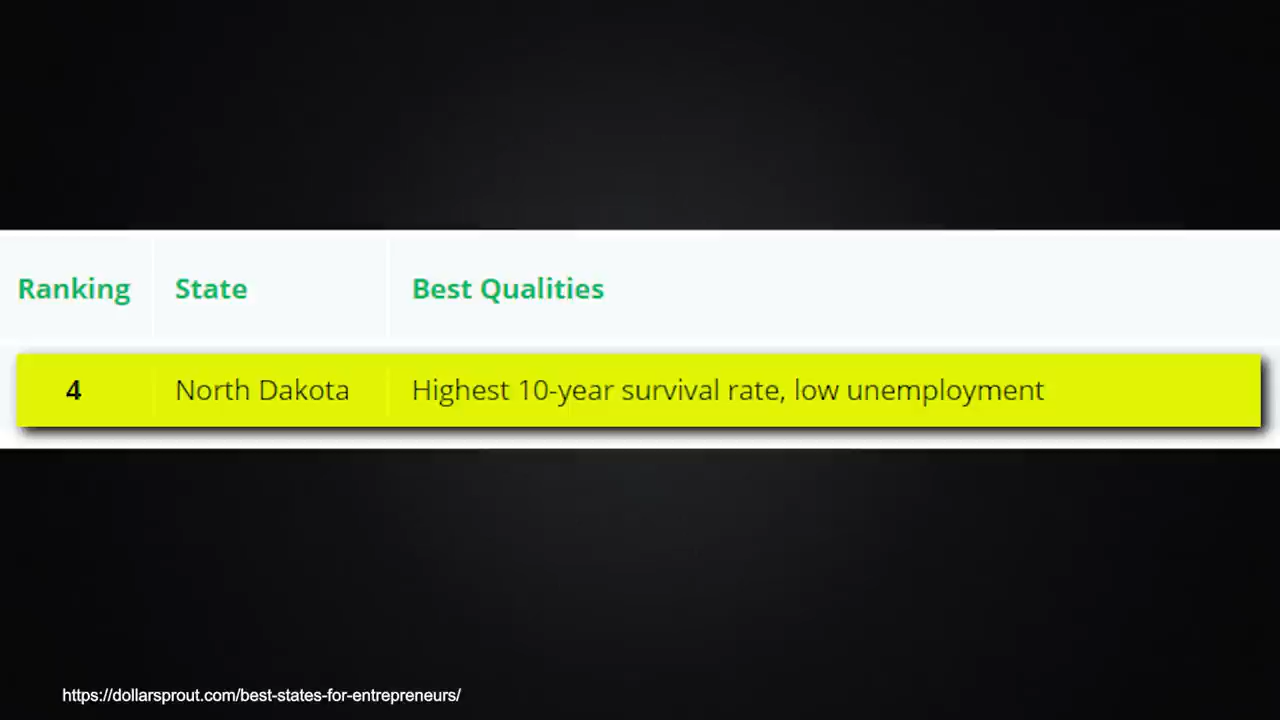 Ranking State Best Qualities
4 North Dakota Highest 10-year survival rate, low unemployment
https://dollarsprout.com/best-states-for-entrepreneurs/